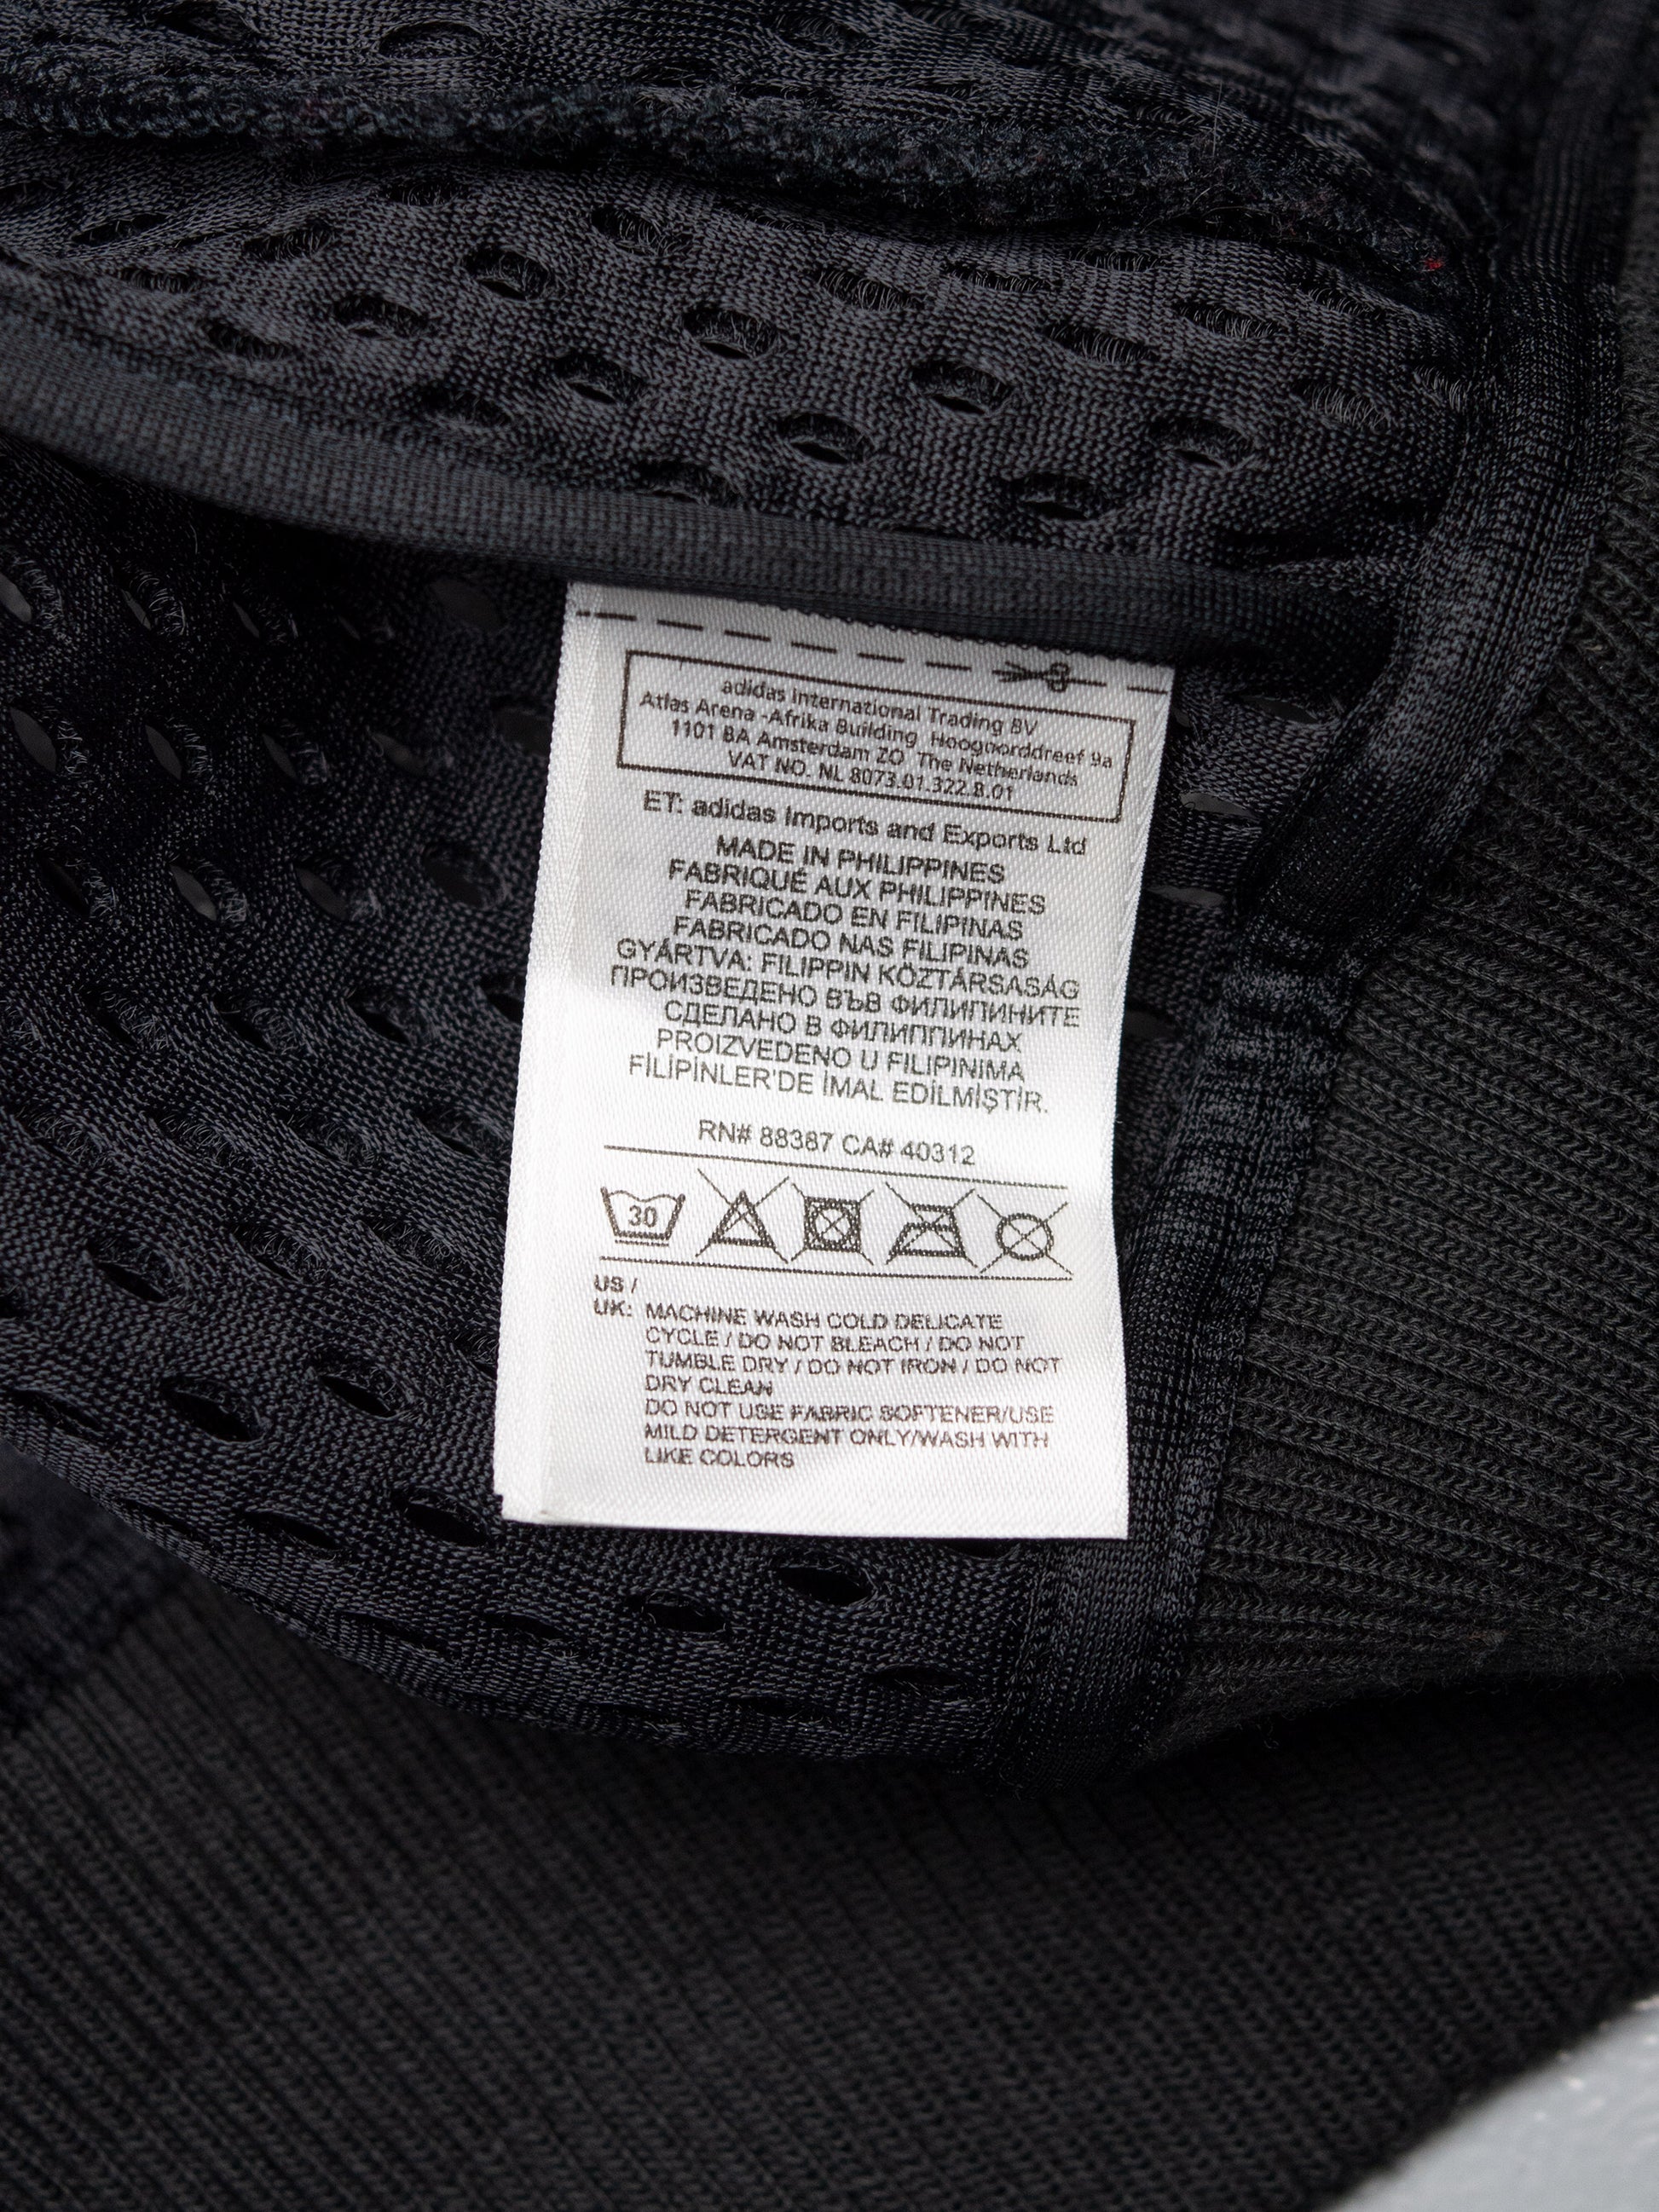 adidas International Trading BV
Atlas Arena -Afrika Building Hoogoorddreef 9a
1101 BA Amsterdam ZO The Netherlands
VAT NO. NL 8073.01.322.B.01
ET: adidas Imports and Exports Ltd
MADE IN PHILIPPINES
FABRIQUÉ AUX PHILIPPINES
FABRICADO EN FILIPINAS
FABRICADO NAS FILIPINAS
GYÁRTVA: FILIPPIN KÖZTÁRSASÁG
ПРОИЗВЕДЕНО ВЪВ ФИЛИПИНИТЕ
СДЕЛАНО В ФИЛИППИНАХ
PROIZVEDENO U FILIPINIMA
FİLİPİNLER'DE İMAL EDİLMİŞTİR.
RN# 88387 CA# 40312
30
US /
UK: MACHINE WASH COLD DELICATE
CYCLE / DO NOT BLEACH / DO NOT
TUMBLE DRY / DO NOT IRON / DO NOT
DRY CLEAN
DO NOT USE FABRIC SOFTENER/USE
MILD DETERGENT ONLY/WASH WITH
LIKE COLORS